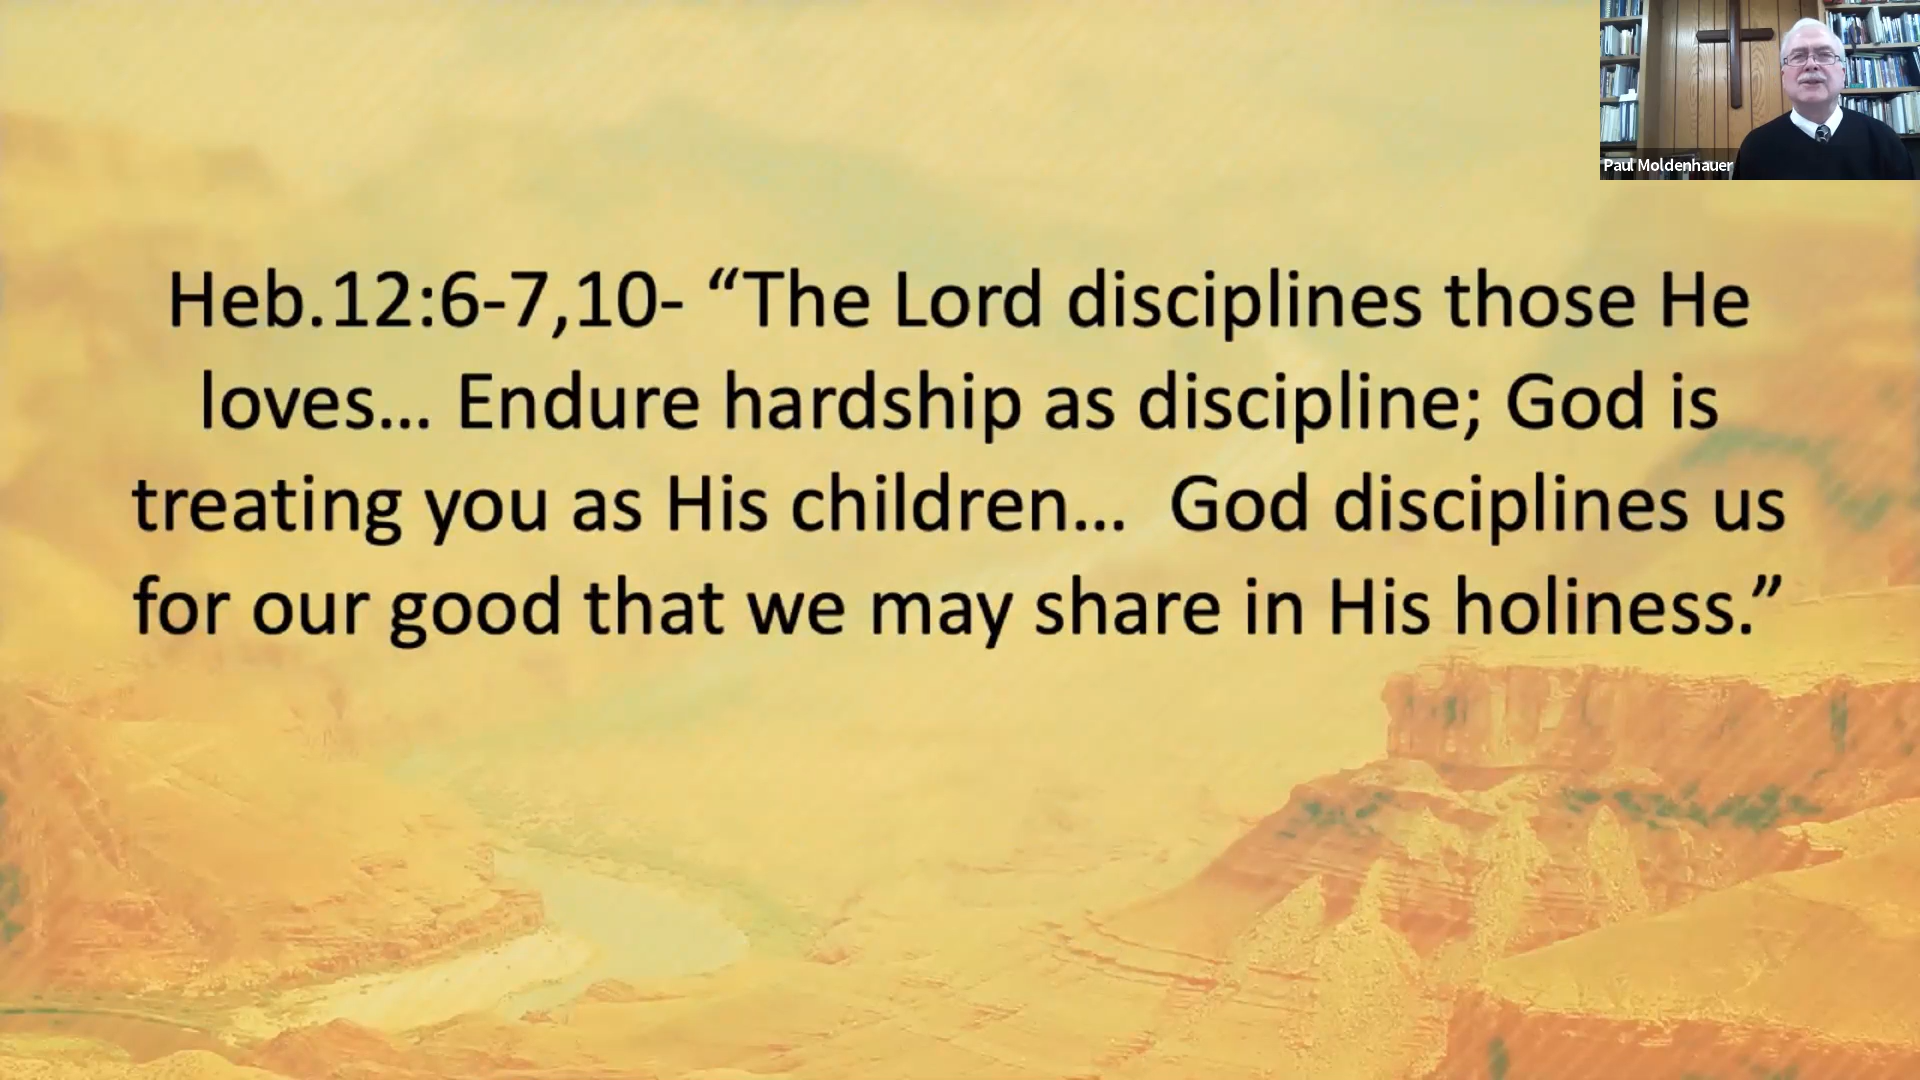 Paul Moldenhauer
Heb.12:6-7,10- “The Lord disciplines those He
loves... Endure hardship as discipline; God is
treating you as His children...  God disciplines us
for our good that we may share in His holiness.”